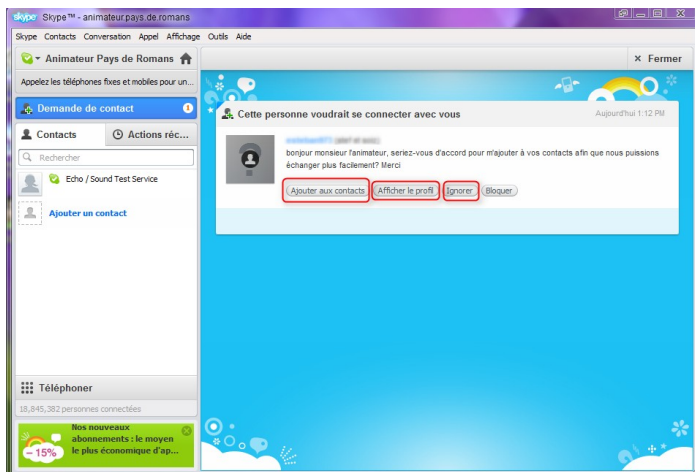 skype Skype™ - animateur.pays.de.romans
Skype Contacts Conversation Appel Affichage Outils Aide
Animateur Pays de Romans
× Fermer
Appelez les téléphones fixes et mobiles pour un...
Demande de contact 1
Cette personne voudrait se connecter avec vous
Aujourd'hui 1:12 PM
Contacts
Actions réc...
bonjour monsieur l'animateur, seriez-vous d'accord pour m'ajouter à vos contacts afin que nous puissions
échanger plus facilement? Merci
Rechercher
Echo / Sound Test Service
Ajouter aux contacts Afficher le profil Ignorer Bloquer
Ajouter un contact
Téléphoner
18,845,382 personnes connectées
Nos nouveaux
abonnements : le moyen
le plus économique d'ap...
– 15%